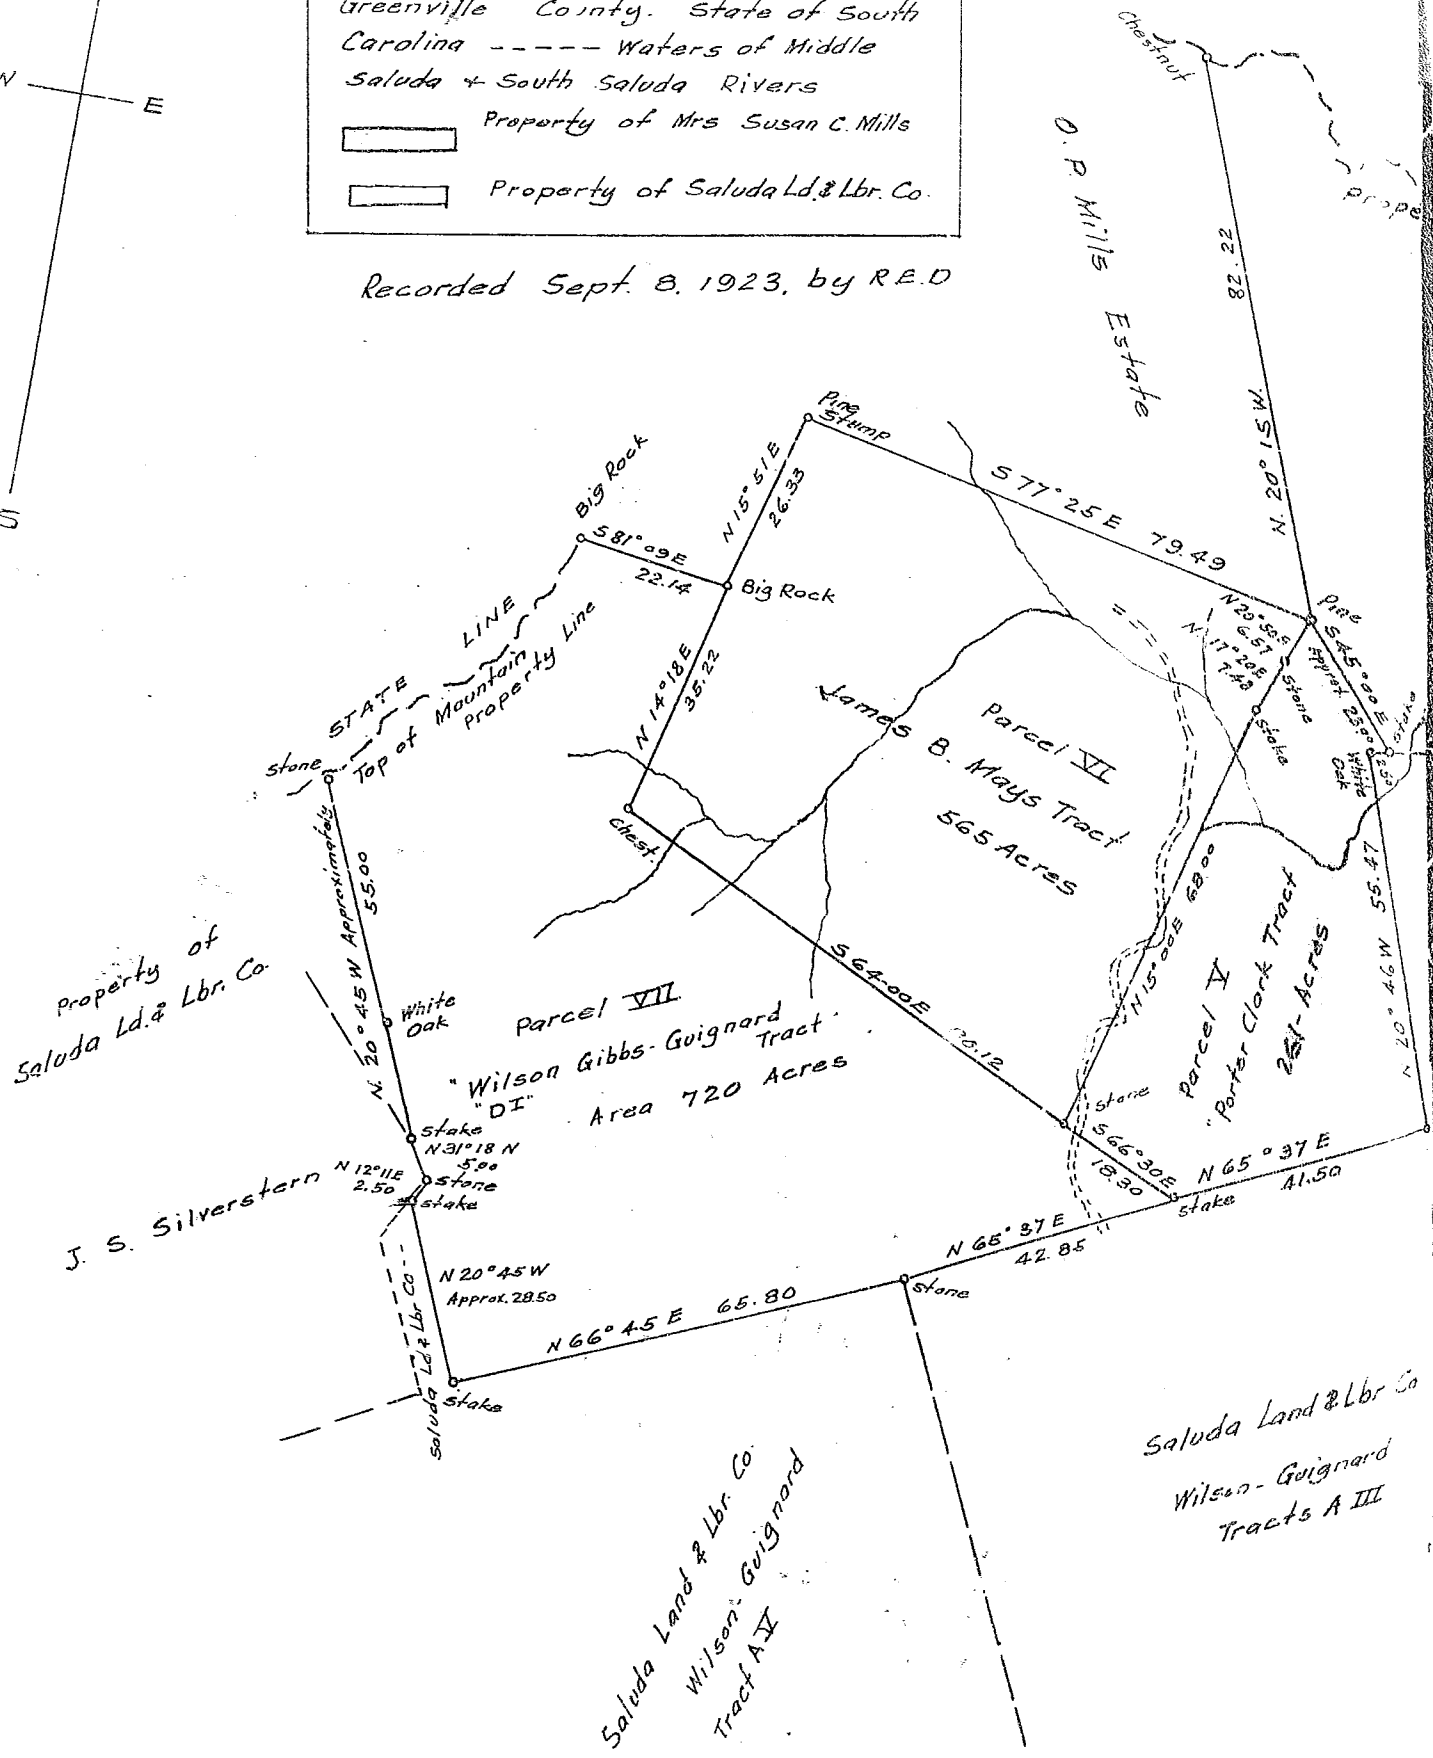 Greenville County. State of South
Carolina ----- Waters of Middle
Saluda & South Saluda Rivers
Property of Mrs Susan C. Mills
Property of Saluda Ld. & Lbr. Co.
Recorded Sept. 8. 1923, by R.E.D
E
S
Chestnut
O. P. Mills Estate
82.22
N. 20° 15 W.
Pine
Stump
S 77° 25 E 79.49
N 15° 51 E
26.33
Big Rock
S 81° 09 E
22.14
Big Rock
STATE LINE
Top of Mountain
Property Line
Stone
N 14° 18 E
35.22
Chest.
Parcel VI
James B. Mays Tract
565 Acres
Pine
6.57
N 17° 20 E
7.43
Stone
Stake
S 45° 00 E
Stake
White
Oak
2.50
N 15° 00 E 68.00
55.47
N 20° 46 W
Parcel V
"Porter Clark Tract
Acres
N. 20° 45 W Approximately
55.00
Property of
Saluda Ld. & Lbr. Co.
White
Oak
Parcel VII
"Wilson Gibbs-Guignard
Tract
"DI"
Area 720 Acres
S 64-00 E
stone
S 66° 30 E
18.30
N 65° 37 E
41.50
stake
N 65° 37 E
42.85
stone
N 66° 45 E 65.80
stake
N 31° 18 N
5.00
N 12° 11 E
2.50
stone
stake
J. S. Silverstern
N 20° 45 W
Approx. 28.50
Saluda Ld & Lbr Co
stake
Saluda Land & Lbr Co
Wilson-Guignard
Tracts A III
Saluda Land & Lbr. Co.
Wilson-Guignard
Tract A IV